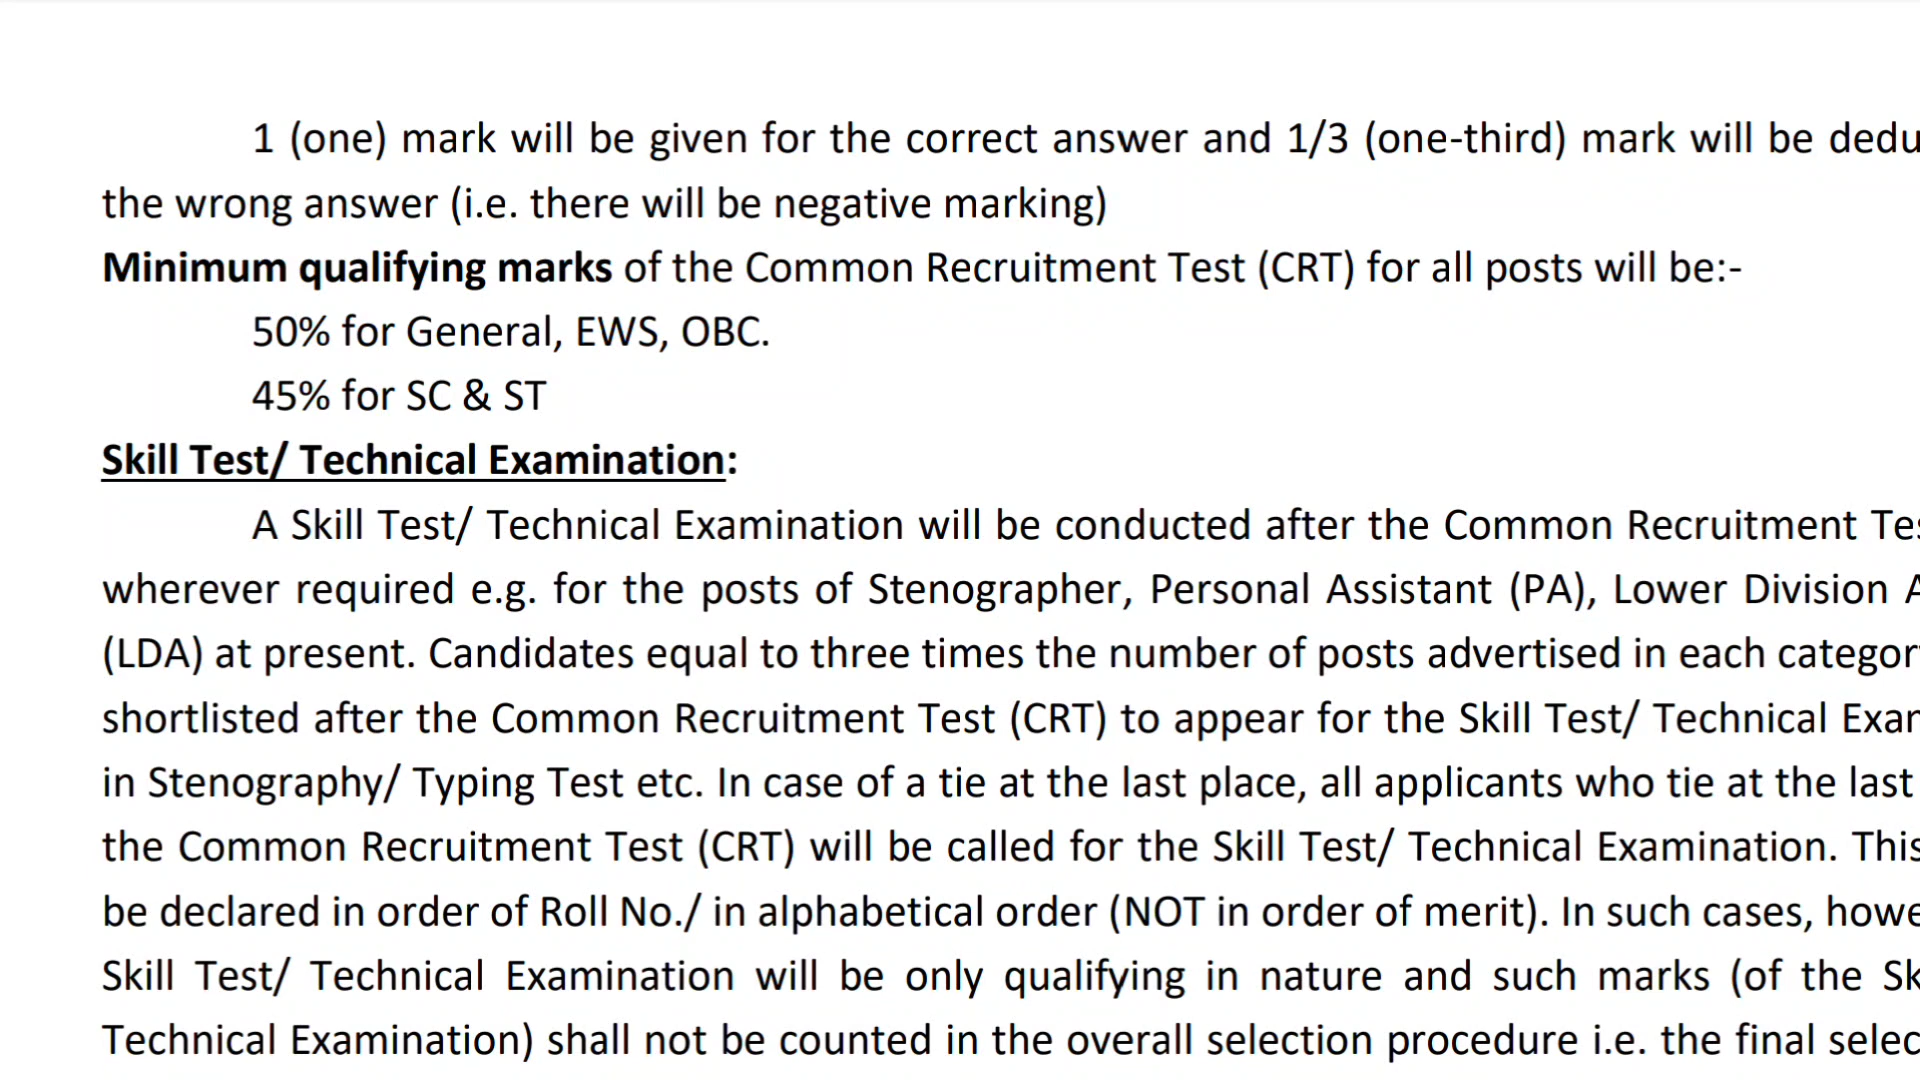 1 (one) mark will be given for the correct answer and 1/3 (one-third) mark will be
the wrong answer (i.e. there will be negative marking)
Minimum qualifying marks of the Common Recruitment Test (CRT) for all posts will be:-
50% for General, EWS, OBC.
45% for SC & ST
Skill Test/ Technical Examination:
A Skill Test/ Technical Examination will be conducted after the Common Recruitment
wherever required e.g. for the posts of Stenographer, Personal Assistant (PA), Lower Division
(LDA) at present. Candidates equal to three times the number of posts advertised in each
shortlisted after the Common Recruitment Test (CRT) to appear for the Skill Test/ Technical
in Stenography/ Typing Test etc. In case of a tie at the last place, all applicants who tie at the last
the Common Recruitment Test (CRT) will be called for the Skill Test/ Technical Examination. This
be declared in order of Roll No./ in alphabetical order (NOT in order of merit). In such cases,
Skill Test/ Technical Examination will be only qualifying in nature and such marks (of the
Technical Examination) shall not be counted in the overall selection procedure i.e. the final